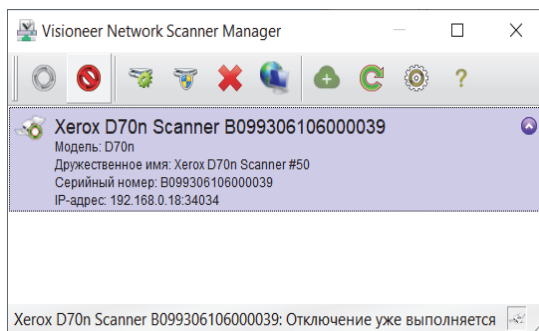 Visioneer Network Scanner Manager
Xerox D70n Scanner B099306106000039
Модель: D70n
Дружественное имя: Xerox D70n Scanner #50
Серийный номер: B099306106000039
IP-адрес: 192.168.0.18:34034
Xerox D70n Scanner B099306106000039: Отключение уже выполняется